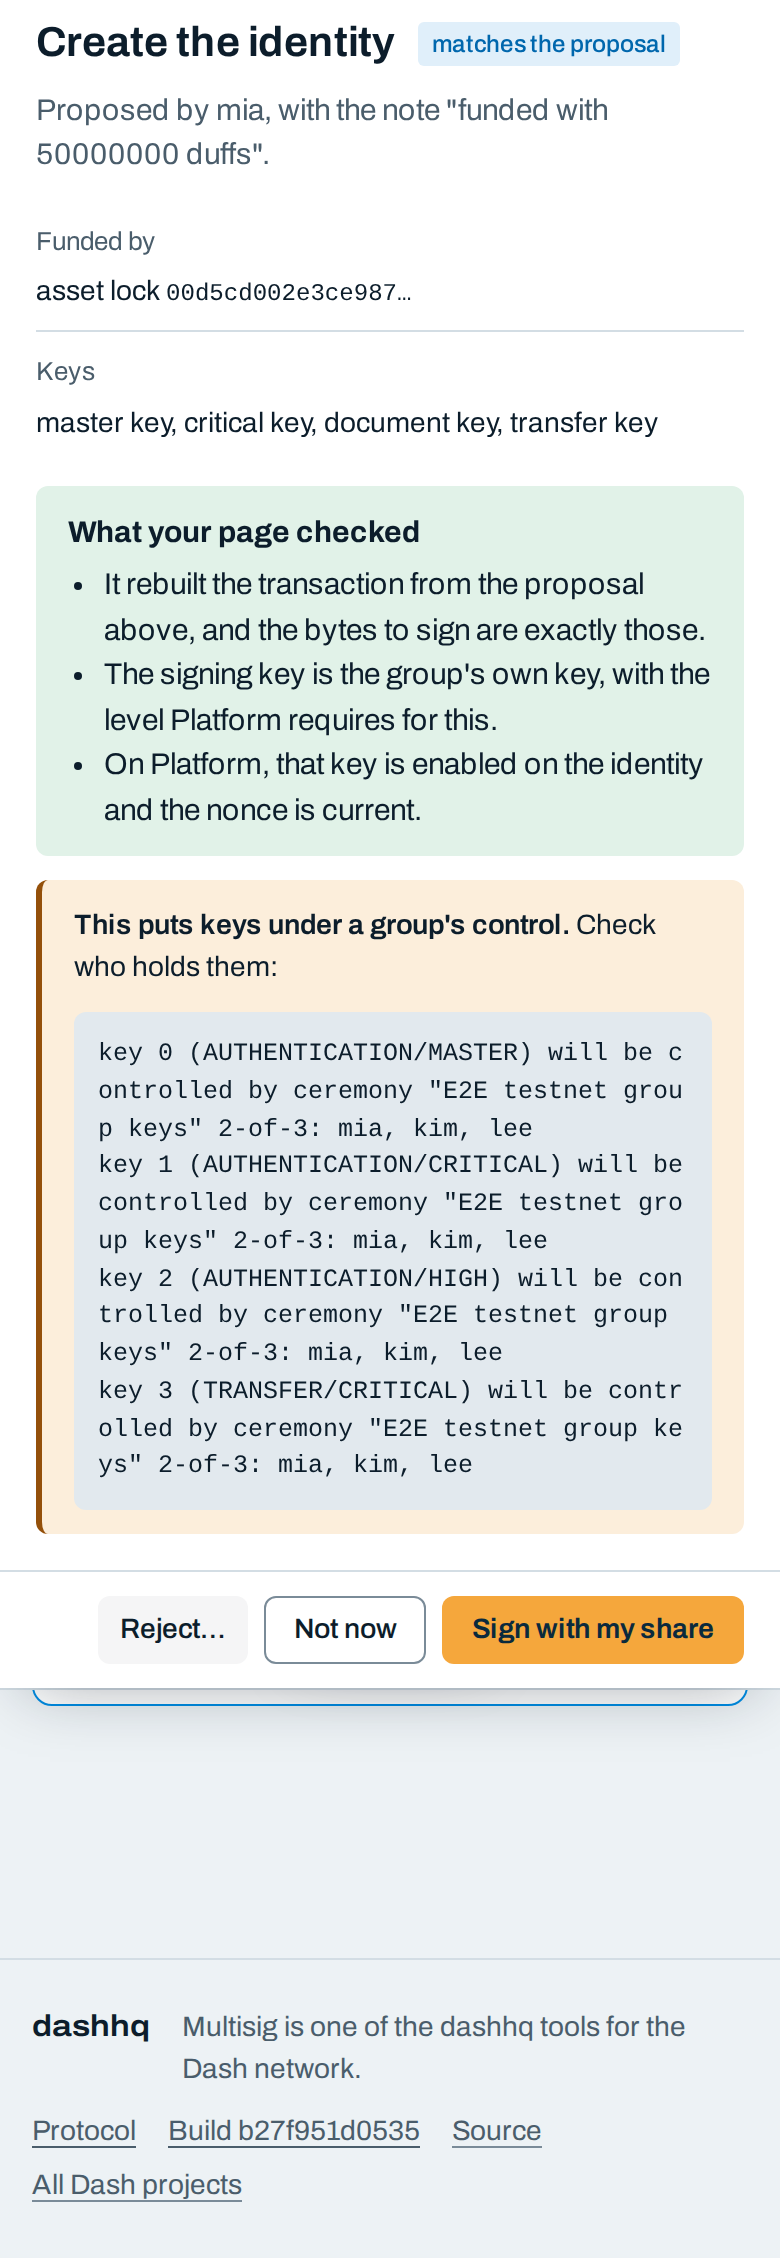 Create the identity matches the proposal
Proposed by mia, with the note "funded with
50000000 duffs".
Funded by
asset lock 00d5cd002e3ce987…
Keys
master key, critical key, document key, transfer key
What your page checked
• It rebuilt the transaction from the proposal
above, and the bytes to sign are exactly those.
• The signing key is the group's own key, with the
level Platform requires for this.
• On Platform, that key is enabled on the identity
and the nonce is current.
This puts keys under a group's control. Check
who holds them:
key 0 (AUTHENTICATION/MASTER) will be c
ontrolled by ceremony "E2E testnet grou
p keys" 2-of-3: mia, kim, lee
key 1 (AUTHENTICATION/CRITICAL) will be
controlled by ceremony "E2E testnet gro
up keys" 2-of-3: mia, kim, lee
key 2 (AUTHENTICATION/HIGH) will be con
trolled by ceremony "E2E testnet group
keys" 2-of-3: mia, kim, lee
key 3 (TRANSFER/CRITICAL) will be contr
olled by ceremony "E2E testnet group ke
ys" 2-of-3: mia, kim, lee
Reject… Not now Sign with my share
dashhq Multisig is one of the dashhq tools for the
Dash network.
Protocol Build b27f951d0535 Source
All Dash projects